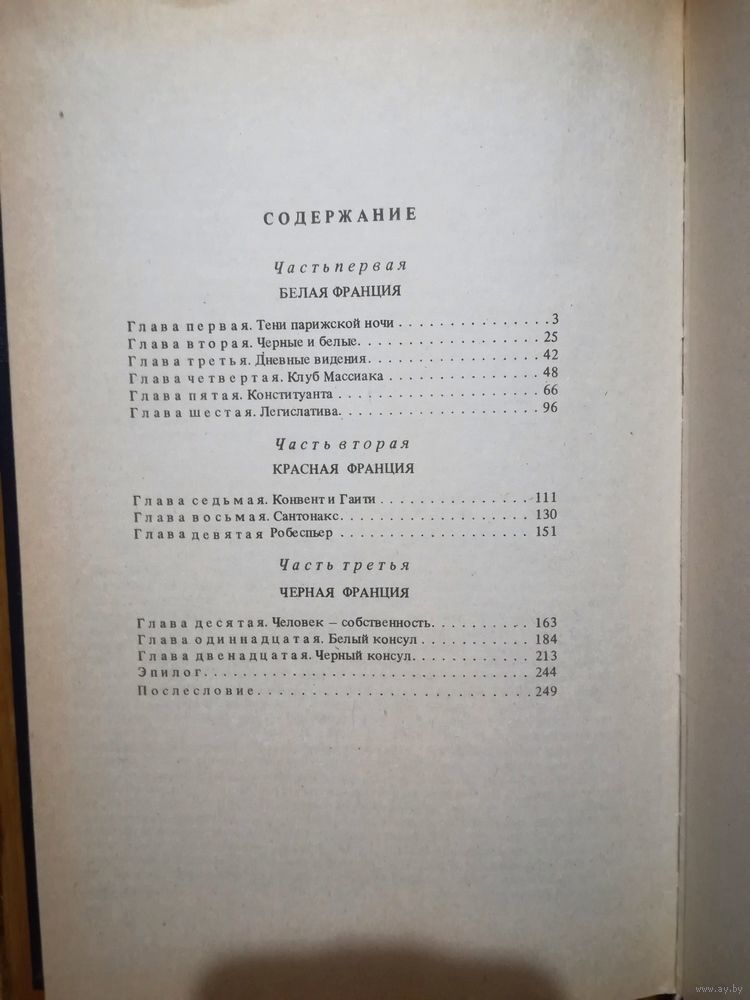 СОДЕРЖАНИЕ
Часть первая
БЕЛАЯ ФРАНЦИЯ
Глава первая. Тени парижской ночи . . . . . . . . . . . . . . 3
Глава вторая. Черные и белые. . . . . . . . . . . . . . . . . 25
Глава третья. Дневные видения. . . . . . . . . . . . . . . . 42
Глава четвертая. Клуб Массиака . . . . . . . . . . . . . . . 48
Глава пятая. Конституанта . . . . . . . . . . . . . . . . . . 66
Глава шестая. Легислатива. . . . . . . . . . . . . . . . . . 96
Часть вторая
КРАСНАЯ ФРАНЦИЯ
Глава седьмая. Конвент и Гаити . . . . . . . . . . . . . . 111
Глава восьмая. Сантонакс. . . . . . . . . . . . . . . . . 130
Глава девятая Робеспьер . . . . . . . . . . . . . . . . . 151
Часть третья
ЧЕРНАЯ ФРАНЦИЯ
Глава десятая. Человек – собственность. . . . . . . . . 163
Глава одиннадцатая. Белый консул . . . . . . . . . . 184
Глава двенадцатая. Черный консул. . . . . . . . . . . 213
Эпилог. . . . . . . . . . . . . . . . . . . . . . . . . . . . 244
Послесловие. . . . . . . . . . . . . . . . . . . . . . . . 249
www.ay.by